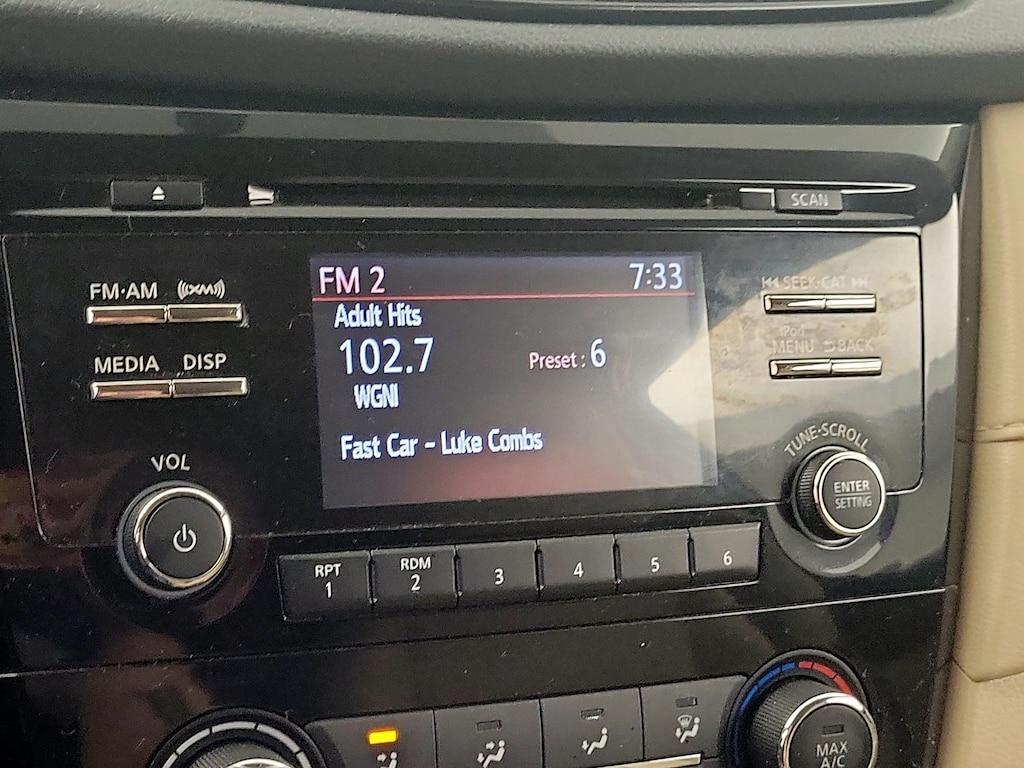 SCAN
FM 2 7:33
FM·AM ((XM))
SEEK·CAT
Adult Hits
102.7 Preset : 6
iPod
MENU BACK
MEDIA DISP
WGNI
Fast Car - Luke Combs
TUNE·SCROLL
VOL
ENTER
SETTING
RPT
1
RDM
2
3
4
5
6
MAX
A/C